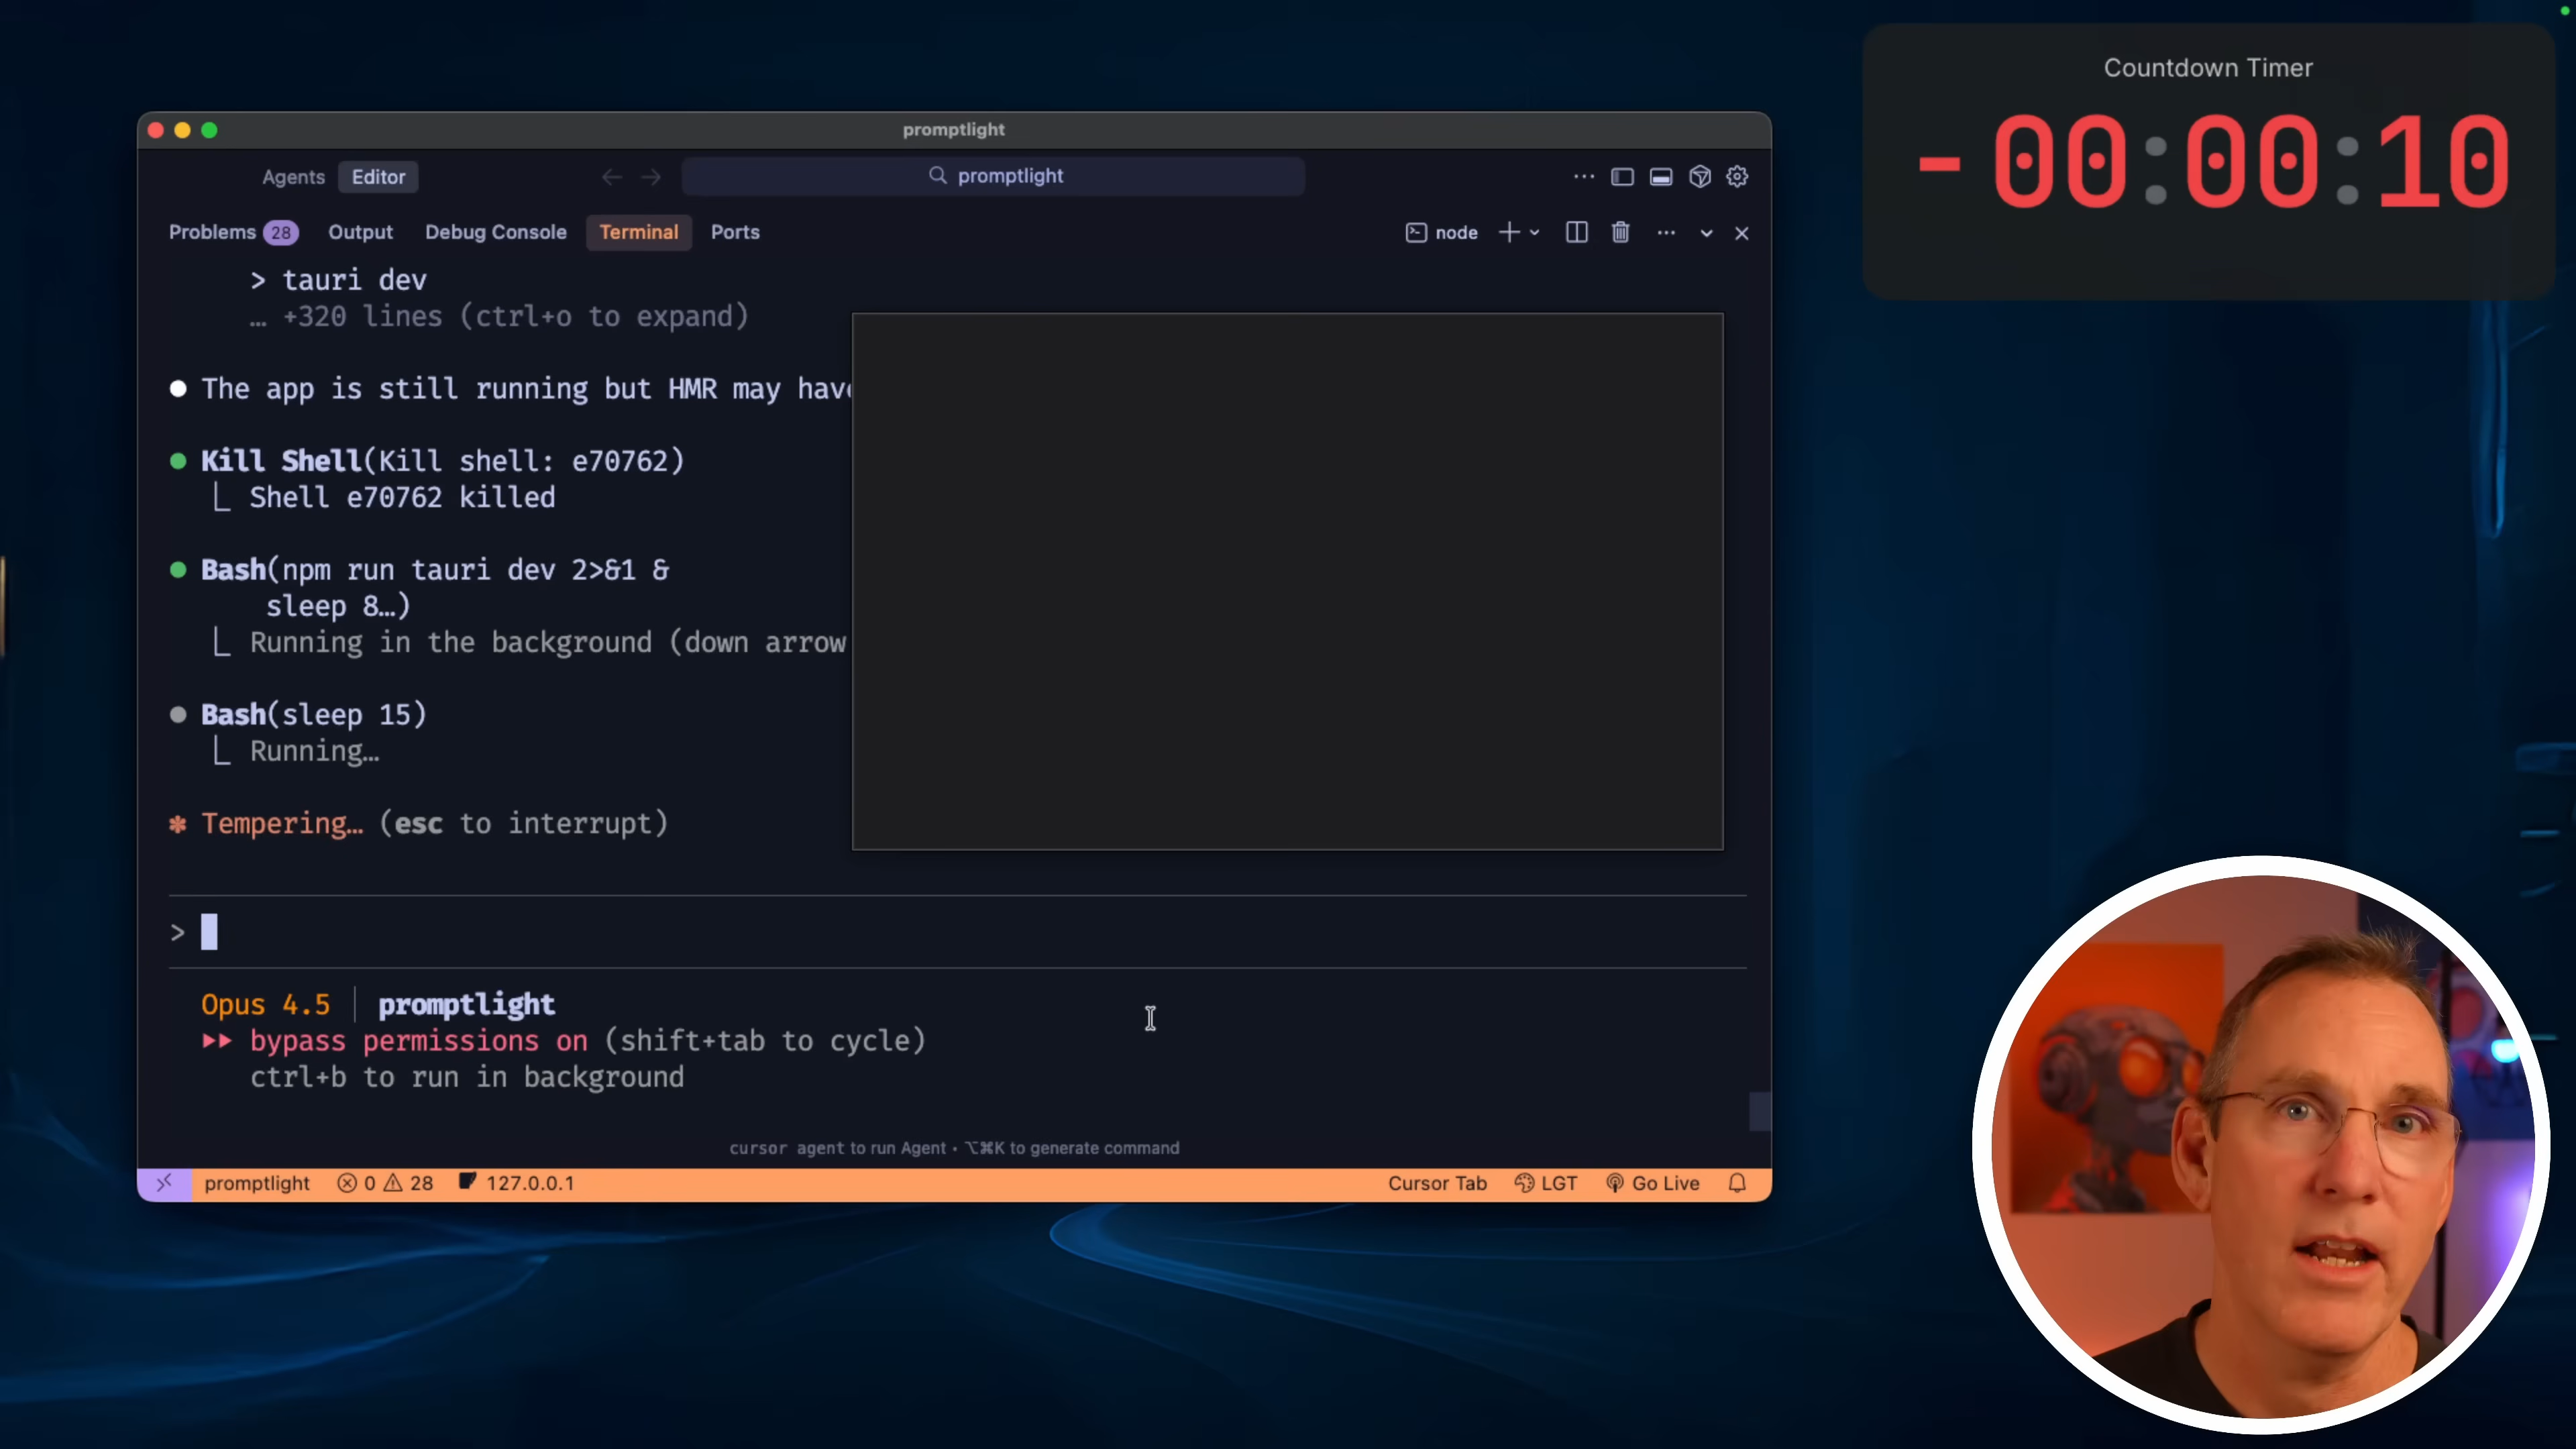 Countdown Timer
-00:00:10
promptlight
Agents Editor promptlight
Problems 28 Output Debug Console Terminal Ports node
> tauri dev
… +320 lines (ctrl+o to expand)
The app is still running but HMR may have
Kill Shell(Kill shell: e70762)
Shell e70762 killed
Bash(npm run tauri dev 2>&1 &
sleep 8…)
Running in the background (down arrow
Bash(sleep 15)
Running…
Tempering… (esc to interrupt)
>
Opus 4.5 | promptlight
bypass permissions on (shift+tab to cycle)
ctrl+b to run in background
cursor agent to run Agent • ⌥⌘K to generate command
promptlight 0 28 127.0.0.1 Cursor Tab LGT Go Live